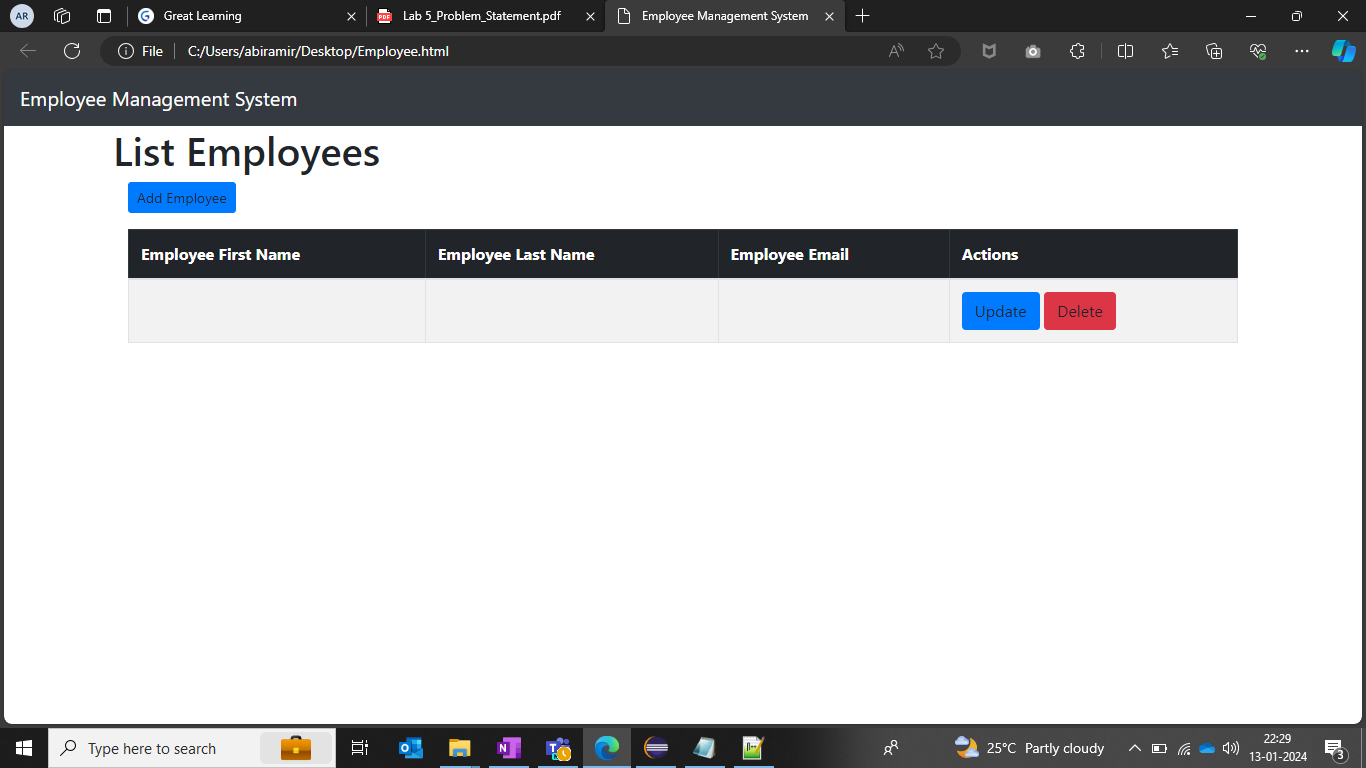 AR
Great Learning
Lab 5_Problem_Statement.pdf
Employee Management System
File
C:/Users/abiramir/Desktop/Employee.html
Employee Management System
List Employees
Add Employee
Employee First Name Employee Last Name Employee Email Actions
Update Delete
Type here to search
25°C Partly cloudy
22:29
13-01-2024
3